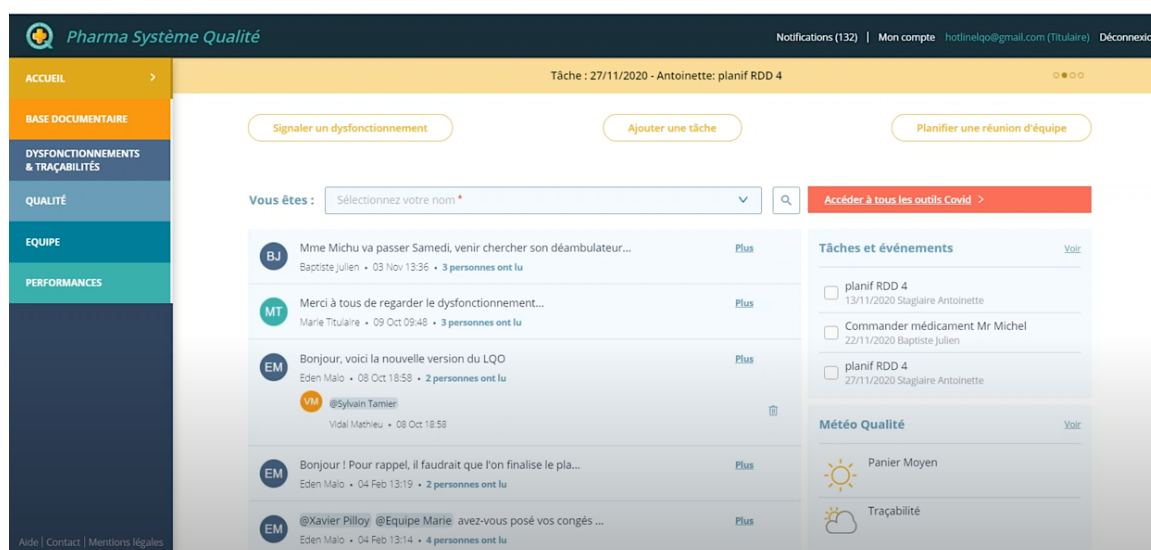 Pharma Système Qualité
Notifications (132) | Mon compte hotlinelqo@gmail.com (Titulaire) Déconnexio
ACCUEIL >
Tâche : 27/11/2020 - Antoinette: planif RDD 4
BASE DOCUMENTAIRE
DYSFONCTIONNEMENTS
& TRAÇABILITÉS
QUALITÉ
EQUIPE
PERFORMANCES
Aide | Contact | Mentions légales
Signaler un dysfonctionnement
Ajouter une tâche
Planifier une réunion d'équipe
Vous êtes :
Sélectionnez votre nom *
BJ
Mme Michu va passer Samedi, venir chercher son déambulateur...
Plus
Baptiste Julien • 03 Nov 13:36 • 3 personnes ont lu
MT
Merci à tous de regarder le dysfonctionnement...
Plus
Marie Titulaire • 09 Oct 09:48 • 3 personnes ont lu
EM
Bonjour, voici la nouvelle version du LQO
Plus
Eden Malo • 08 Oct 18:58 • 2 personnes ont lu
VM
@Sylvain Tamier
Vidal Mathieu • 08 Oct 18:58
EM
Bonjour ! Pour rappel, il faudrait que l'on finalise le pla...
Plus
Eden Malo • 04 Feb 13:19 • 2 personnes ont lu
EM
@Xavier Pilloy @Equipe Marie avez-vous posé vos congés ...
Plus
Eden Malo • 04 Feb 13:14 • 4 personnes ont lu
Accéder à tous les outils Covid >
Tâches et événements
Voir
planif RDD 4
13/11/2020 Stagiaire Antoinette
Commander médicament Mr Michel
22/11/2020 Baptiste Julien
planif RDD 4
27/11/2020 Stagiaire Antoinette
Météo Qualité
Voir
Panier Moyen
Traçabilité